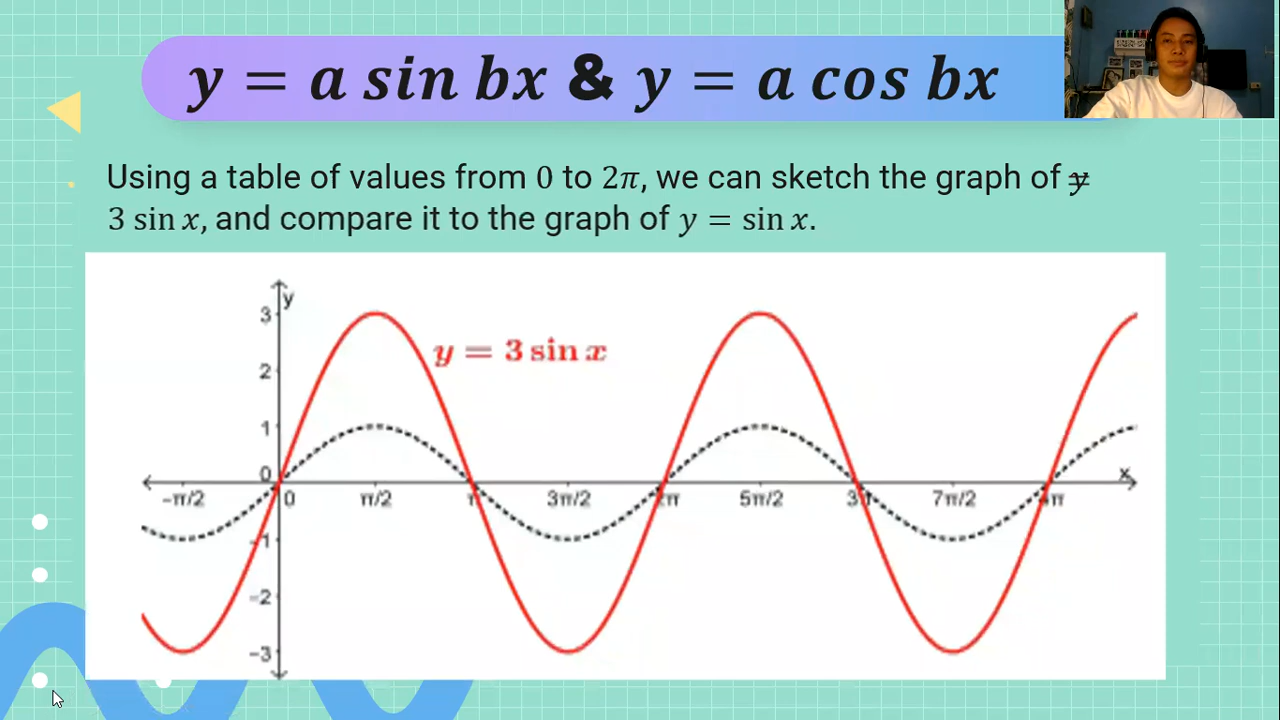 y = a sin bx & y = a cos bx
Using a table of values from 0 to 2π, we can sketch the graph of y =
3 sin x, and compare it to the graph of y = sin x.
y
3
y = 3 sin x
2
1
0
x
-π/2 0 π/2 π 3π/2 2π 5π/2 3π 7π/2 4π
-1
-2
-3